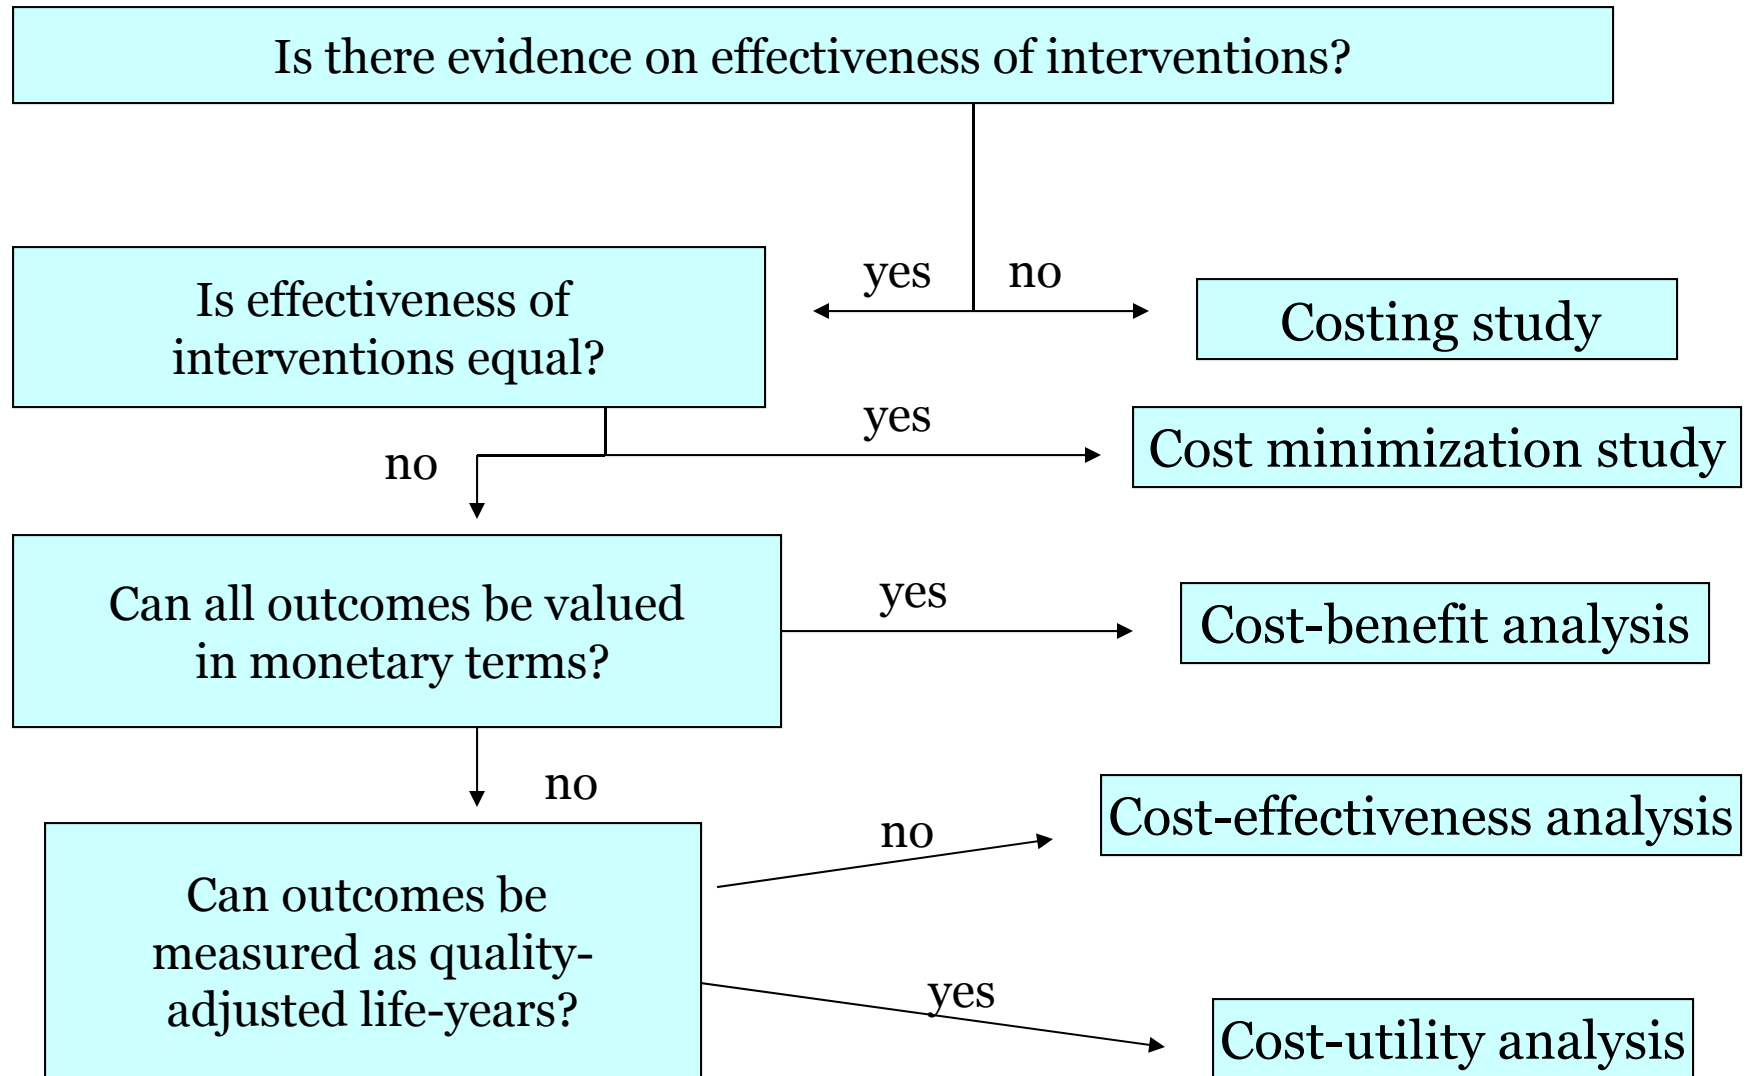 Is there evidence on effectiveness of interventions?
yes
no
Is effectiveness of
interventions equal?
Costing study
yes
Cost minimization study
no
Can all outcomes be valued
in monetary terms?
yes
Cost-benefit analysis
no
Cost-effectiveness analysis
no
Can outcomes be
measured as quality-
adjusted life-years?
yes
Cost-utility analysis